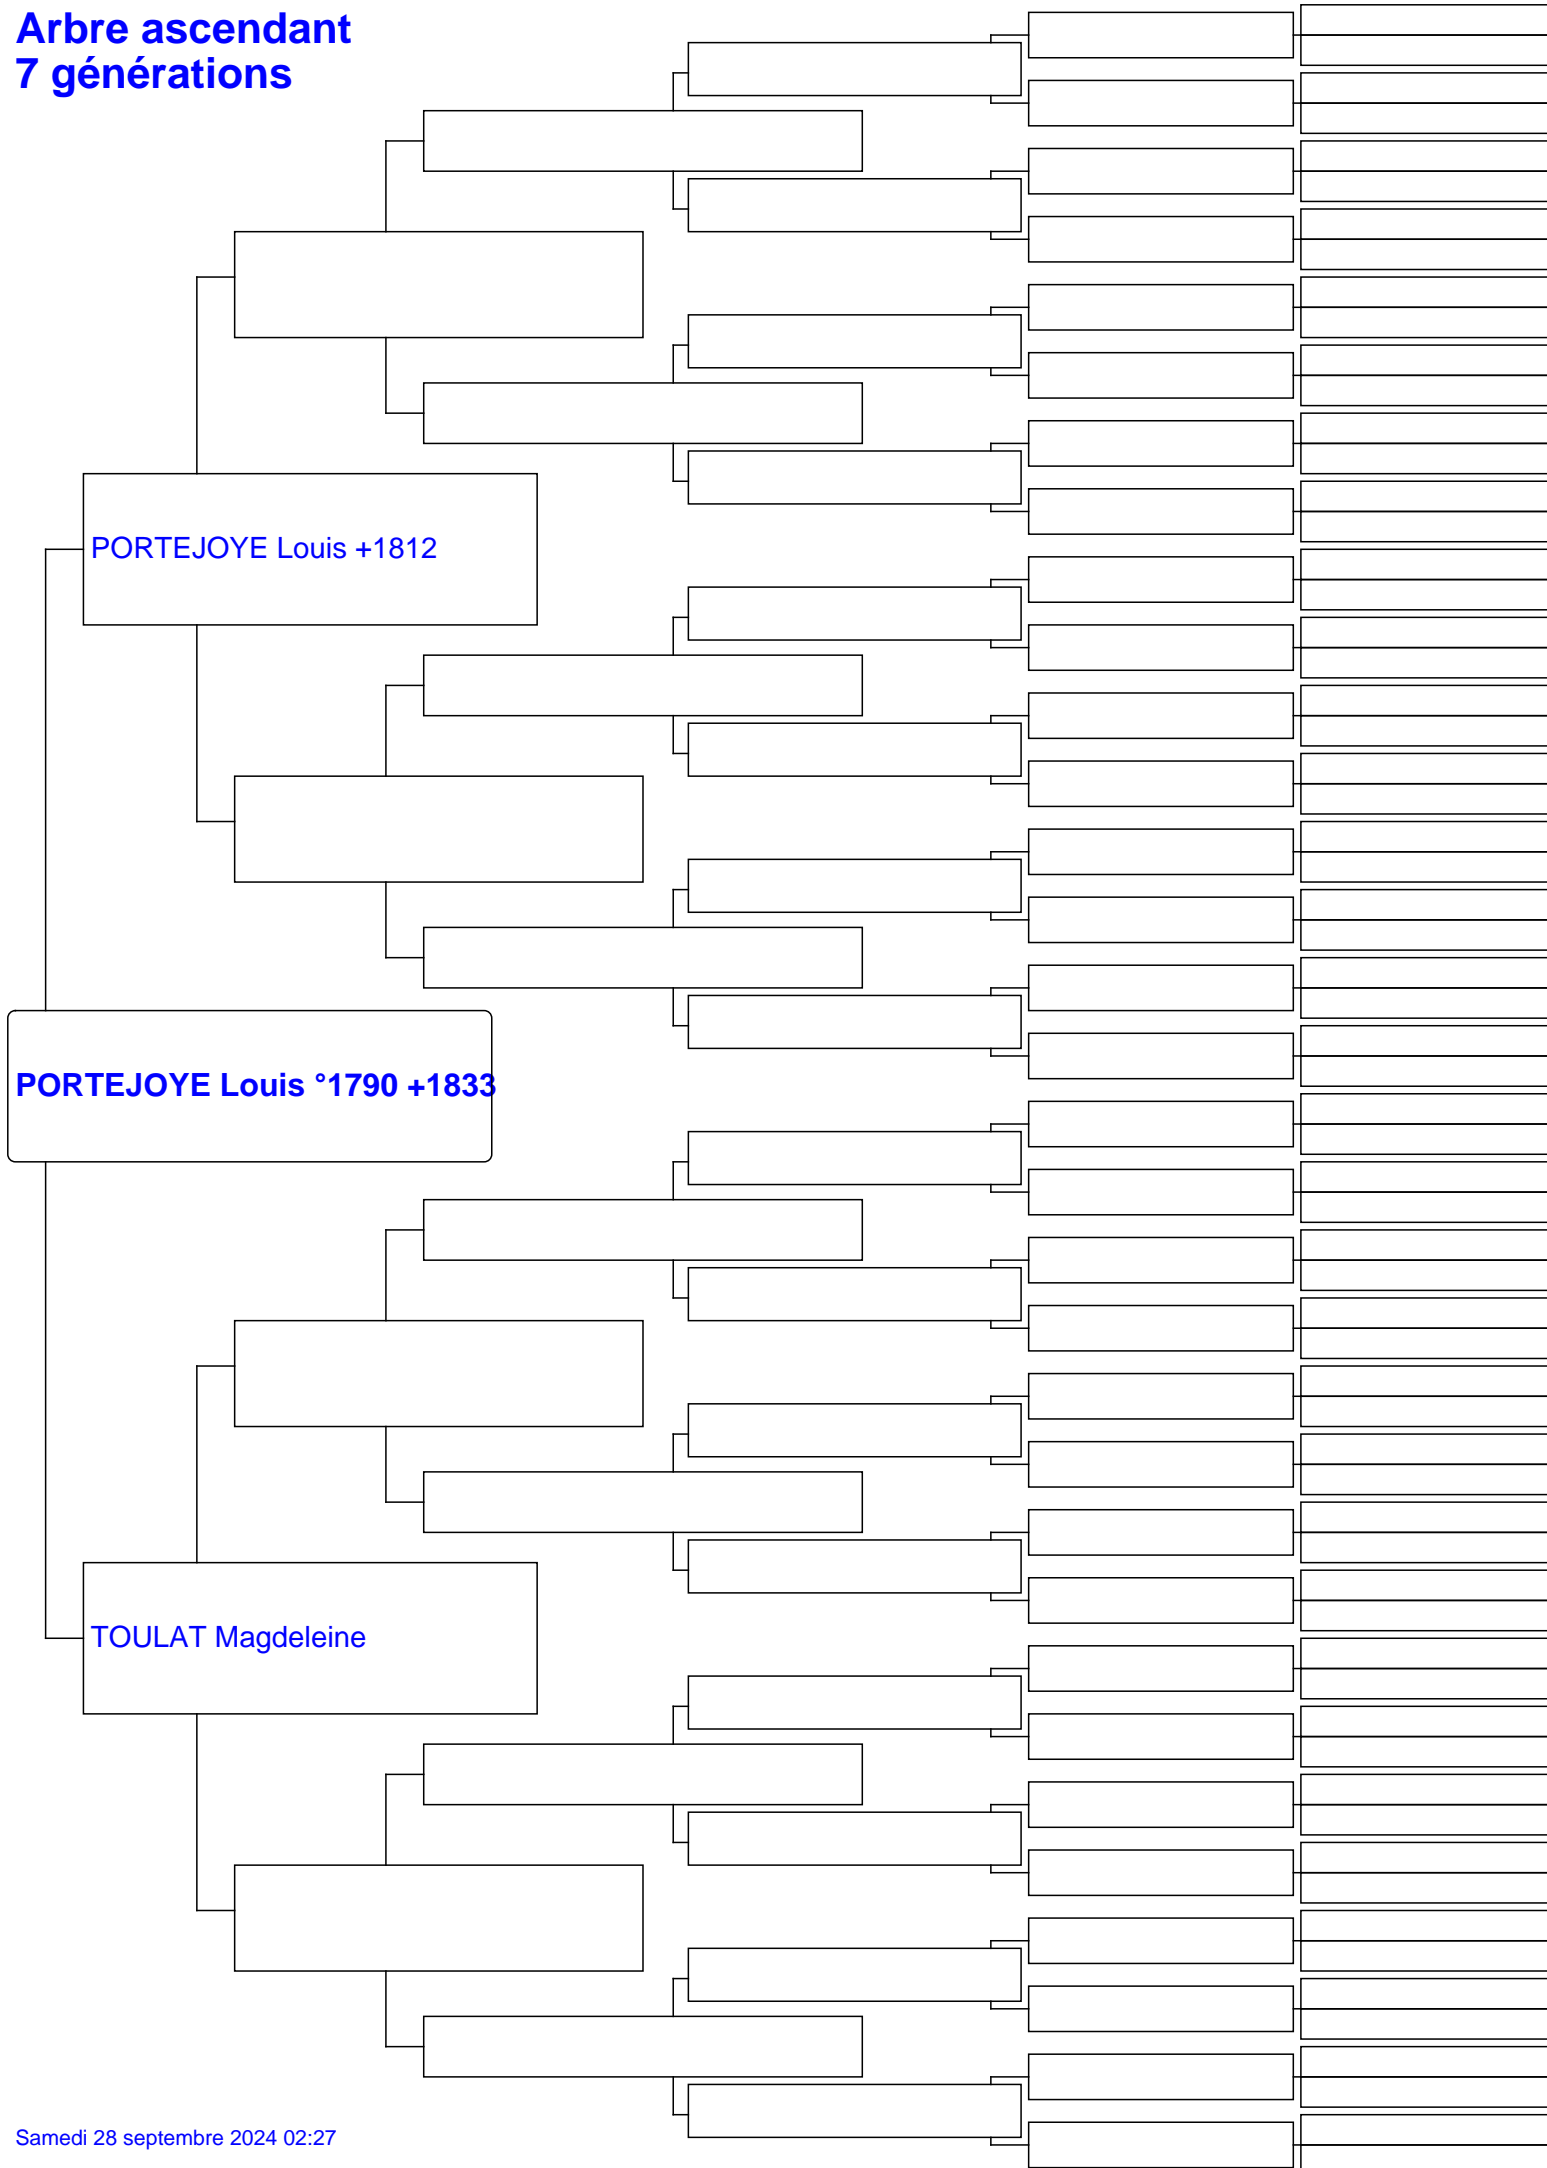 Arbre ascendant
7 générations
PORTEJOYE Louis +1812
PORTEJOYE Louis °1790 +1833
TOULAT Magdeleine
Samedi 28 septembre 2024 02:27